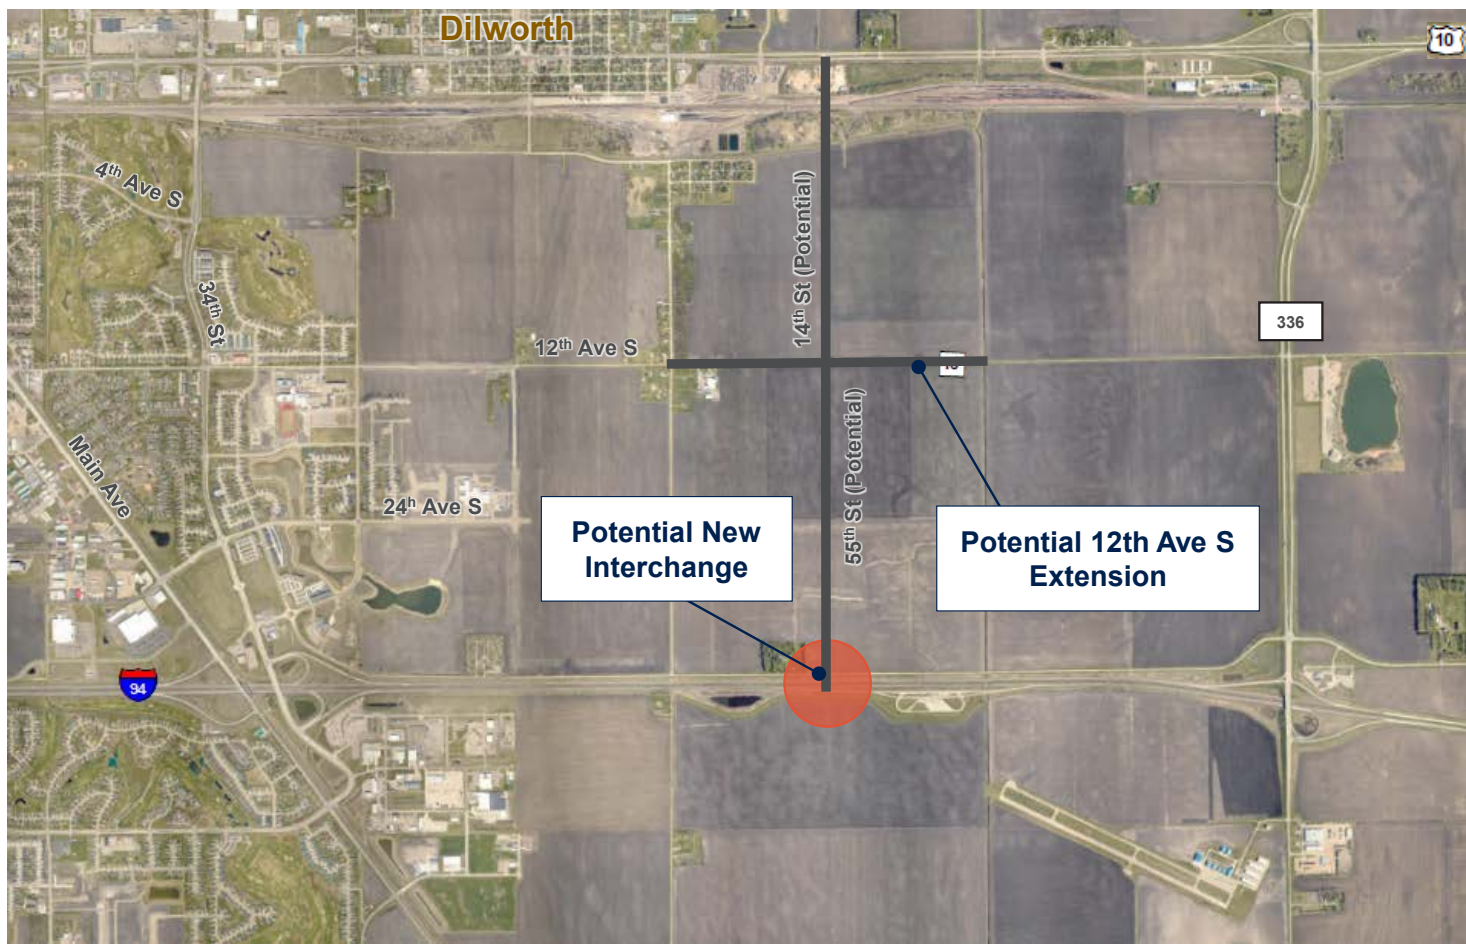 Dilworth
10
4th Ave S
34th St
14th St (Potential)
336
12th Ave S
Main Ave
24h Ave S
55th St (Potential)
Potential New
Interchange
Potential 12th Ave S
Extension
94